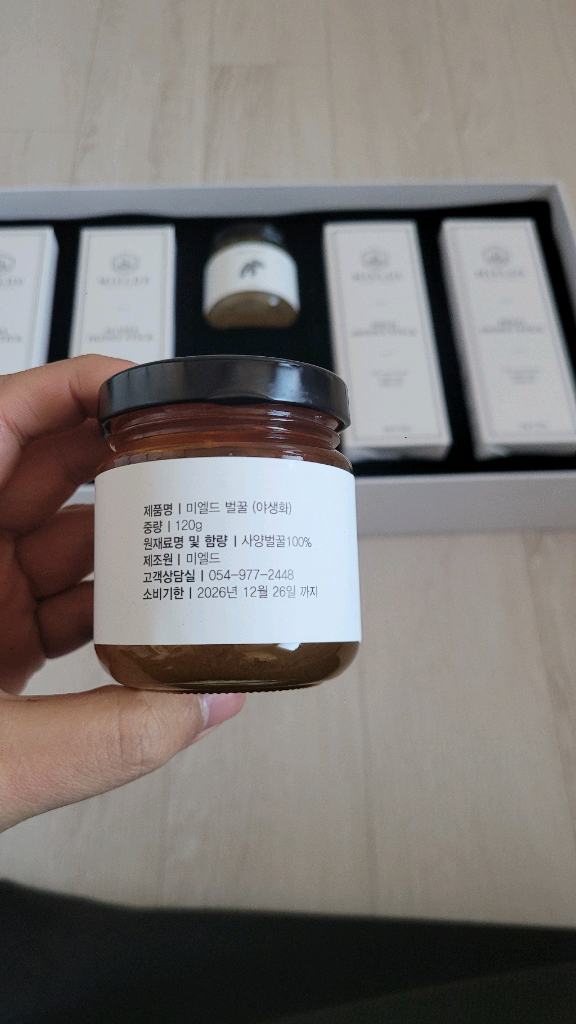 제품명 | 미엘드 벌꿀 (야생화)
중량 | 120g
원재료명 및 함량 | 사양벌꿀100%
제조원 | 미엘드
고객상담실 | 054-977-2448
소비기한 | 2026년 12월 26일 까지